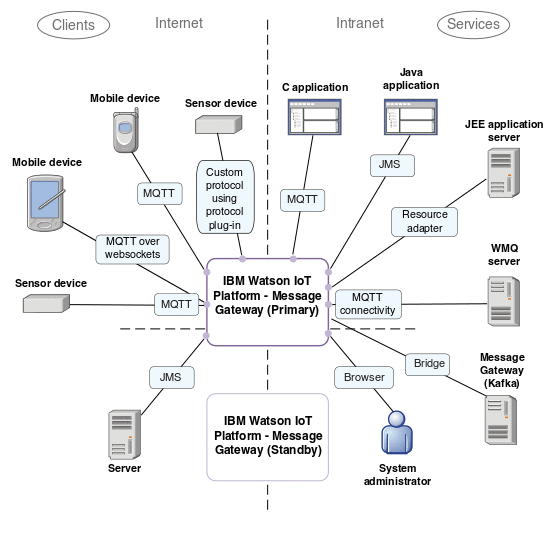 Clients
Internet
Intranet
Services
Mobile device
Sensor device
C application
Java
application
JEE application
server
Mobile device
MQTT
Custom
protocol
using
protocol
plug-in
MQTT
JMS
Resource
adapter
MQTT over
websockets
WMQ
server
Sensor device
MQTT
IBM Watson IoT
Platform - Message
Gateway (Primary)
MQTT
connectivity
JMS
Browser
Bridge
Message
Gateway
(Kafka)
IBM Watson IoT
Platform - Message
Gateway (Standby)
Server
System
administrator